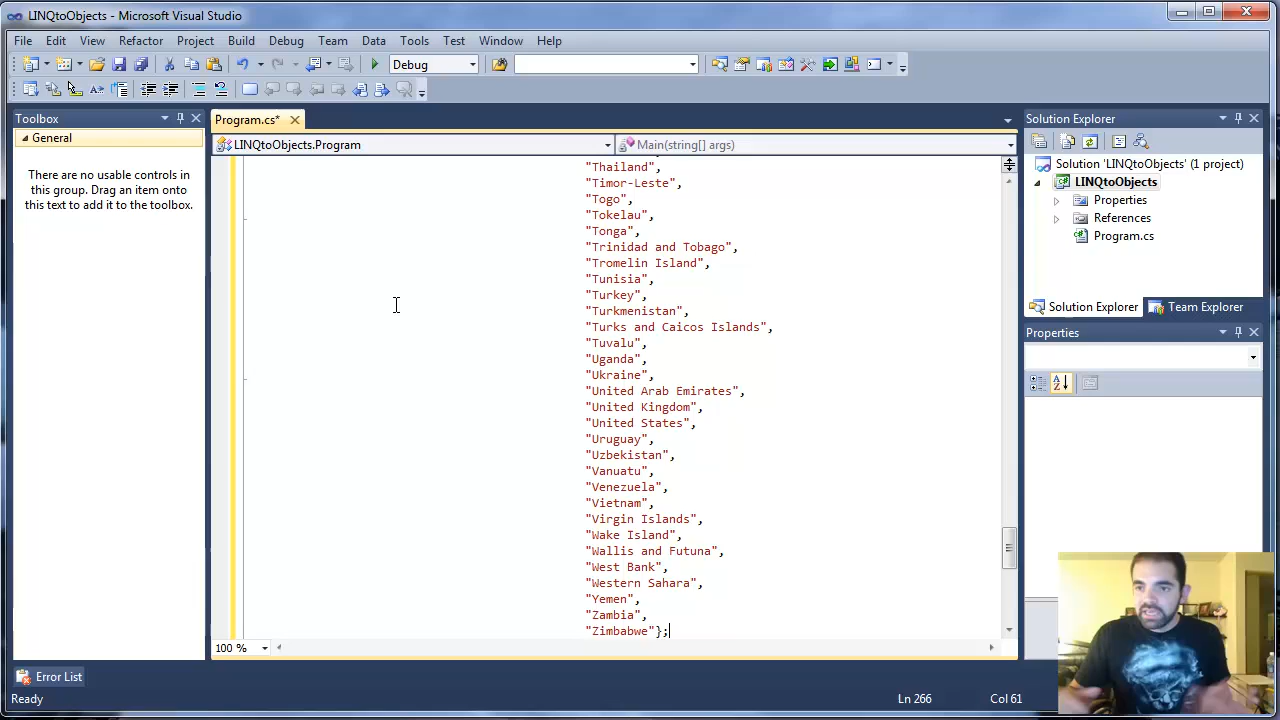 LINQtoObjects - Microsoft Visual Studio
File Edit View Refactor Project Build Debug Team Data Tools Test Window Help
Debug
Toolbox
General
There are no usable controls in
this group. Drag an item onto
this text to add it to the toolbox.
Program.cs*
LINQtoObjects.Program
Main(string[] args)
"Thailand",
"Timor-Leste",
"Togo",
"Tokelau",
"Tonga",
"Trinidad and Tobago",
"Tromelin Island",
"Tunisia",
"Turkey",
"Turkmenistan",
"Turks and Caicos Islands",
"Tuvalu",
"Uganda",
"Ukraine",
"United Arab Emirates",
"United Kingdom",
"United States",
"Uruguay",
"Uzbekistan",
"Vanuatu",
"Venezuela",
"Vietnam",
"Virgin Islands",
"Wake Island",
"Wallis and Futuna",
"West Bank",
"Western Sahara",
"Yemen",
"Zambia",
"Zimbabwe"};
100 %
Solution Explorer
Solution 'LINQtoObjects' (1 project)
LINQtoObjects
Properties
References
Program.cs
Solution Explorer
Team Explorer
Properties
Error List
Ready
Ln 266
Col 61